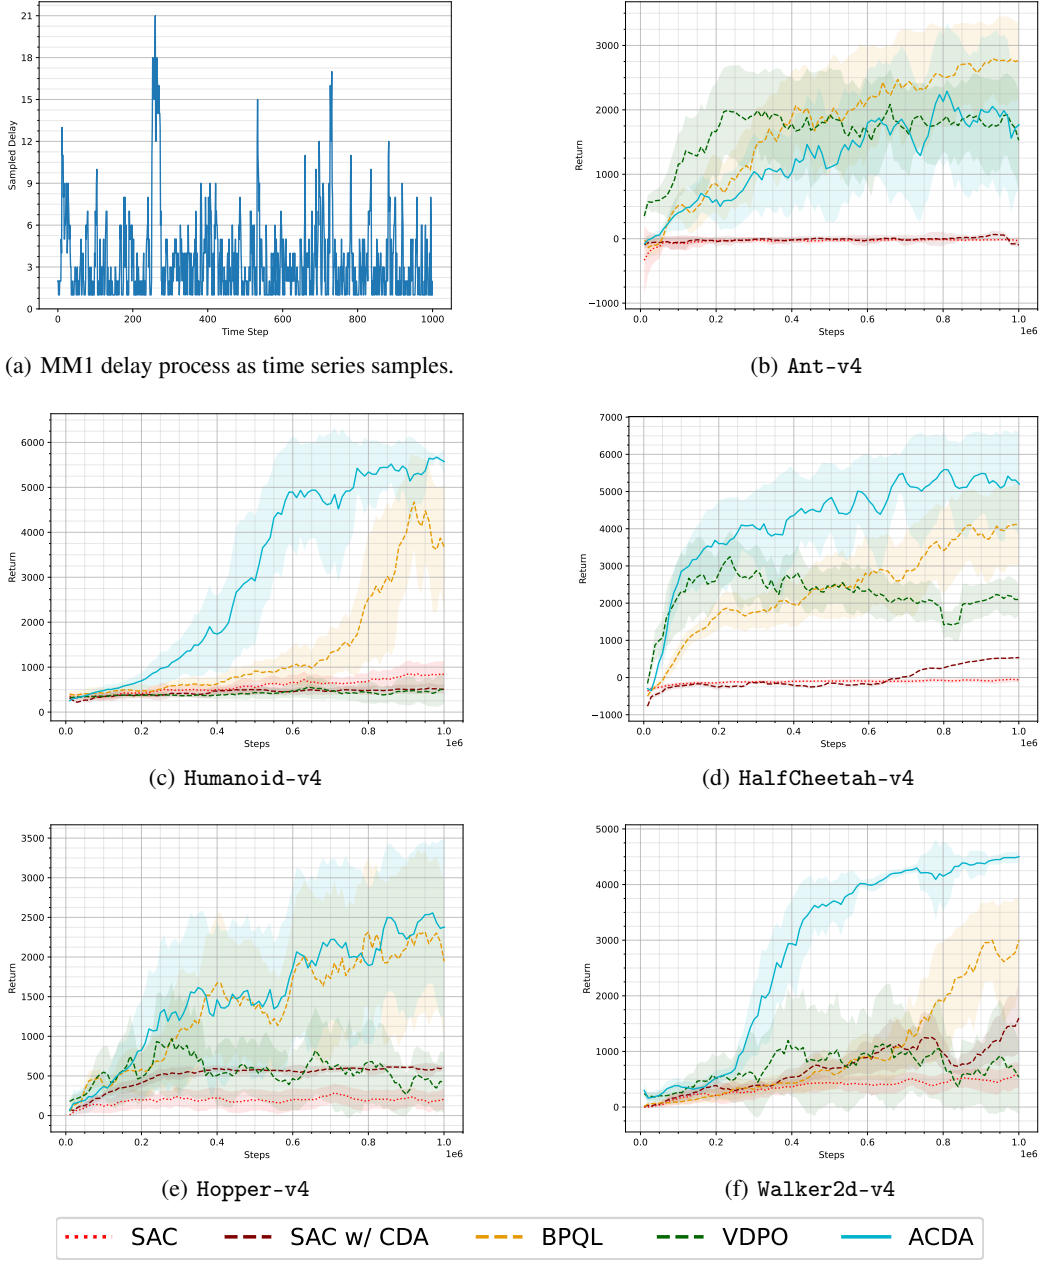 21
18
15
12
9
6
3
0
Sampled Delay
0 200 400 600 800 1000
Time Step
(a) MM1 delay process as time series samples.
3000
2000
1000
0
−1000
Return
0.0 0.2 0.4 0.6 0.8 1.0
Steps
1e6
(b) Ant-v4
6000
5000
4000
3000
2000
1000
0
Return
0.0 0.2 0.4 0.6 0.8 1.0
Steps
1e6
(c) Humanoid-v4
7000
6000
5000
4000
3000
2000
1000
0
−1000
Return
0.0 0.2 0.4 0.6 0.8 1.0
Steps
1e6
(d) HalfCheetah-v4
3500
3000
2500
2000
1500
1000
500
0
Return
0.0 0.2 0.4 0.6 0.8 1.0
Steps
1e6
(e) Hopper-v4
5000
4000
3000
2000
1000
0
Return
0.0 0.2 0.4 0.6 0.8 1.0
Steps
1e6
(f) Walker2d-v4
SAC SAC w/ CDA BPQL VDPO ACDA